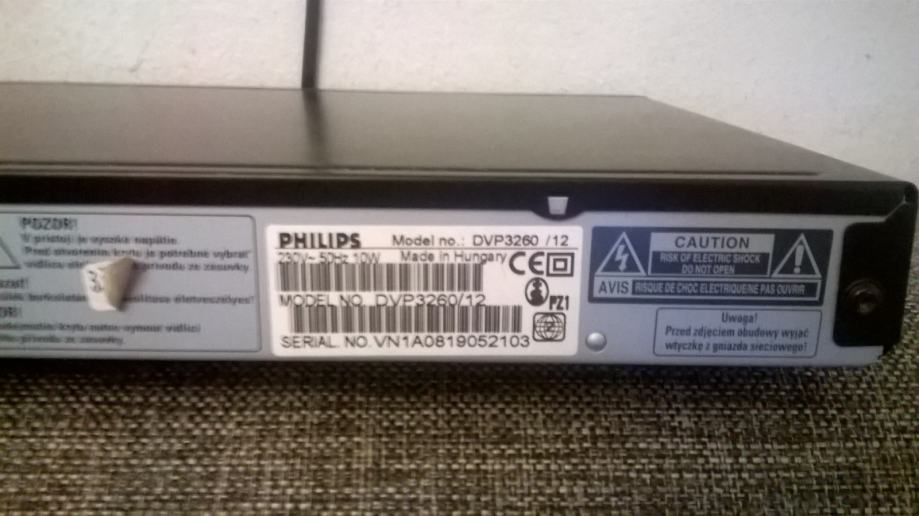 POZOR!
V prístroji je vysoké napätie.
Pred otvorením krytu je potrebné vybrať
vidlicu prívodu zo zásuvky
PHILIPS Model no.: DVP3260 /12
230V~ 50Hz 10W Made in Hungary
CE
MODEL NO. DVP3260/12
PZ1
SERIAL NO. VN1A0819052103
CAUTION
RISK OF ELECTRIC SHOCK
DO NOT OPEN
AVIS RISQUE DE CHOC ELECTRIQUE/NE PAS OUVRIR
Uwaga!
Przed zdjęciem obudowy wyjąć
wtyczkę z gniazda sieciowego!